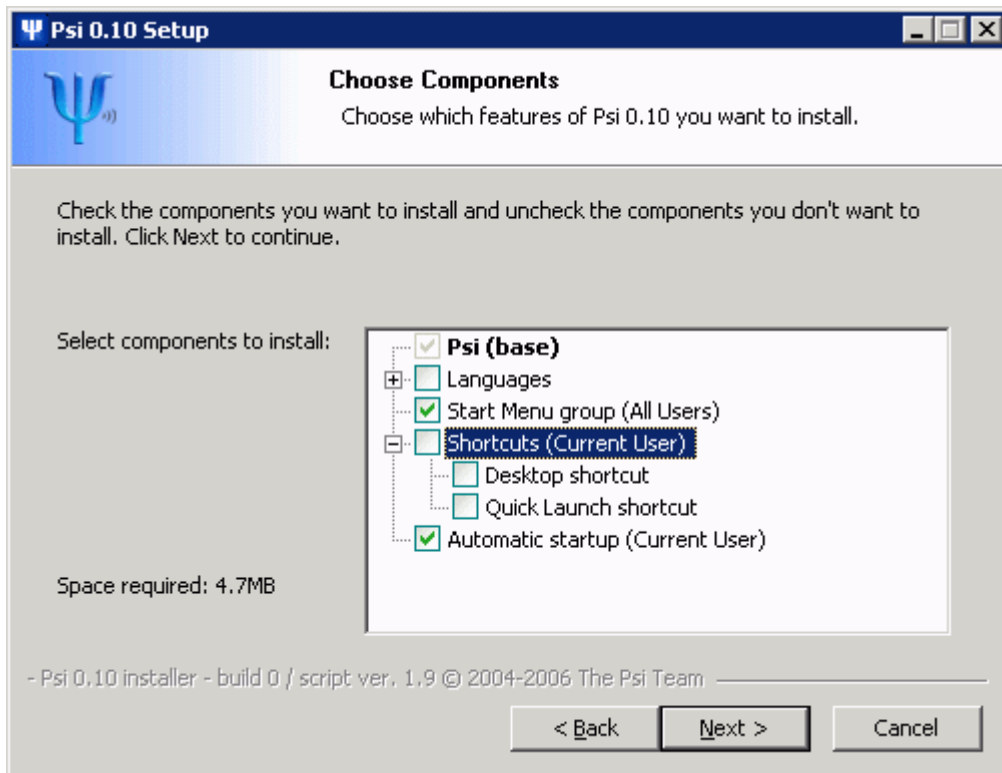 Psi 0.10 Setup
Choose Components
Choose which features of Psi 0.10 you want to install.
Check the components you want to install and uncheck the components you don't want to
install. Click Next to continue.
Select components to install:
Psi (base)
Languages
Start Menu group (All Users)
Shortcuts (Current User)
Desktop shortcut
Quick Launch shortcut
Automatic startup (Current User)
Space required: 4.7MB
- Psi 0.10 installer - build 0 / script ver. 1.9 © 2004-2006 The Psi Team
< Back
Next >
Cancel